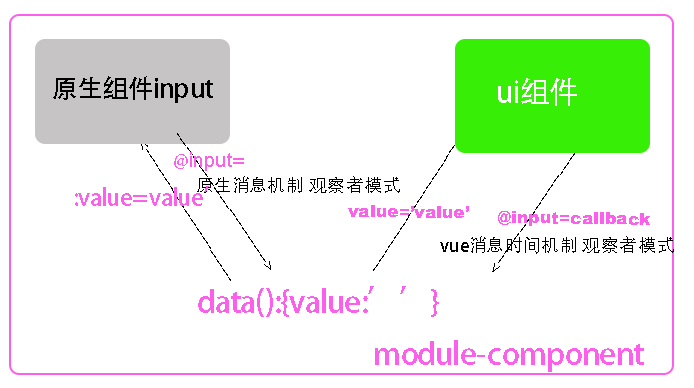 原生组件input
ui组件
@input=
原生消息机制 观察者模式
:value=value
value='value'
@input=callback
vue消息时间机制 观察者模式
data():{value:' ' }
module-component